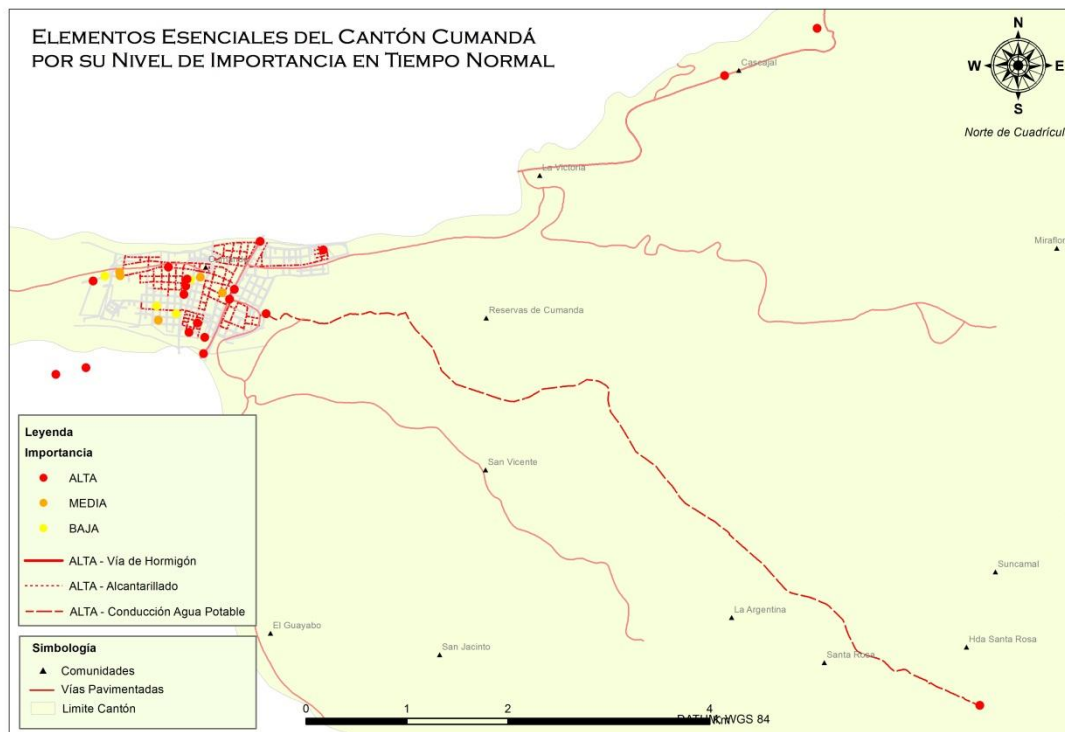 ELEMENTOS ESENCIALES DEL CANTÓN CUMANDÁ
POR SU NIVEL DE IMPORTANCIA EN TIEMPO NORMAL
N
W E
S
Norte de Cuadrícul
Cascajal
La Victoria
Miraflor
Reservas de Cumanda
San Vicente
Suncamal
La Argentina
El Guayabo
San Jacinto
Santa Rosa
Hda Santa Rosa
Leyenda
Importancia
ALTA
MEDIA
BAJA
ALTA - Vía de Hormigón
ALTA - Alcantarillado
ALTA - Conducción Agua Potable
Simbología
Comunidades
Vías Pavimentadas
Limite Cantón
0 1 2 4
Km
DATUM: WGS 84